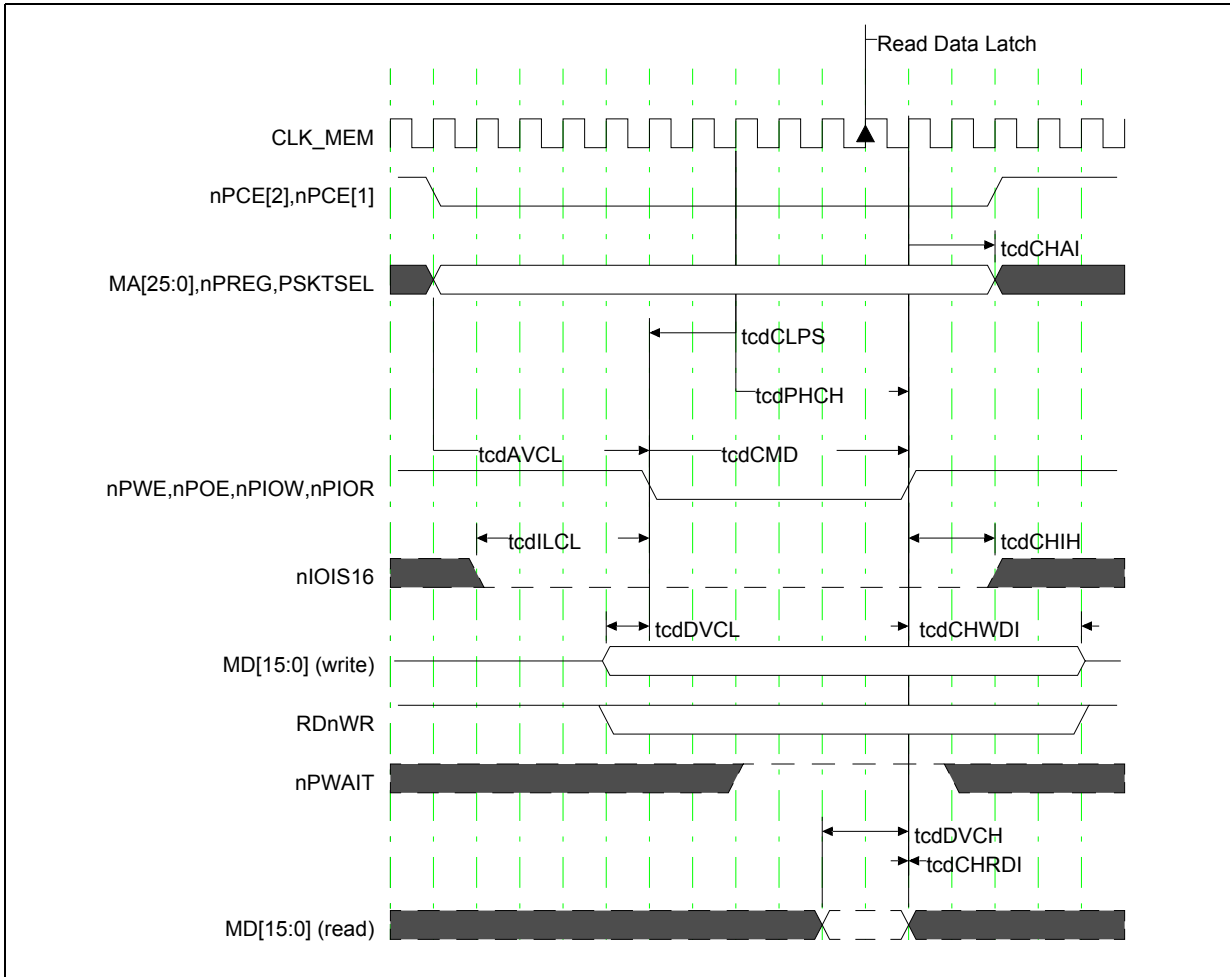 Read Data Latch
CLK_MEM
nPCE[2],nPCE[1]
tcdCHAI
MA[25:0],nPREG,PSKTSEL
tcdCLPS
tcdPHCH
tcdAVCL
tcdCMD
nPWE,nPOE,nPIOW,nPIOR
tcdILCL
tcdCHIH
nIOIS16
tcdDVCL
tcdCHWDI
MD[15:0] (write)
RDnWR
nPWAIT
tcdDVCH
tcdCHRDI
MD[15:0] (read)